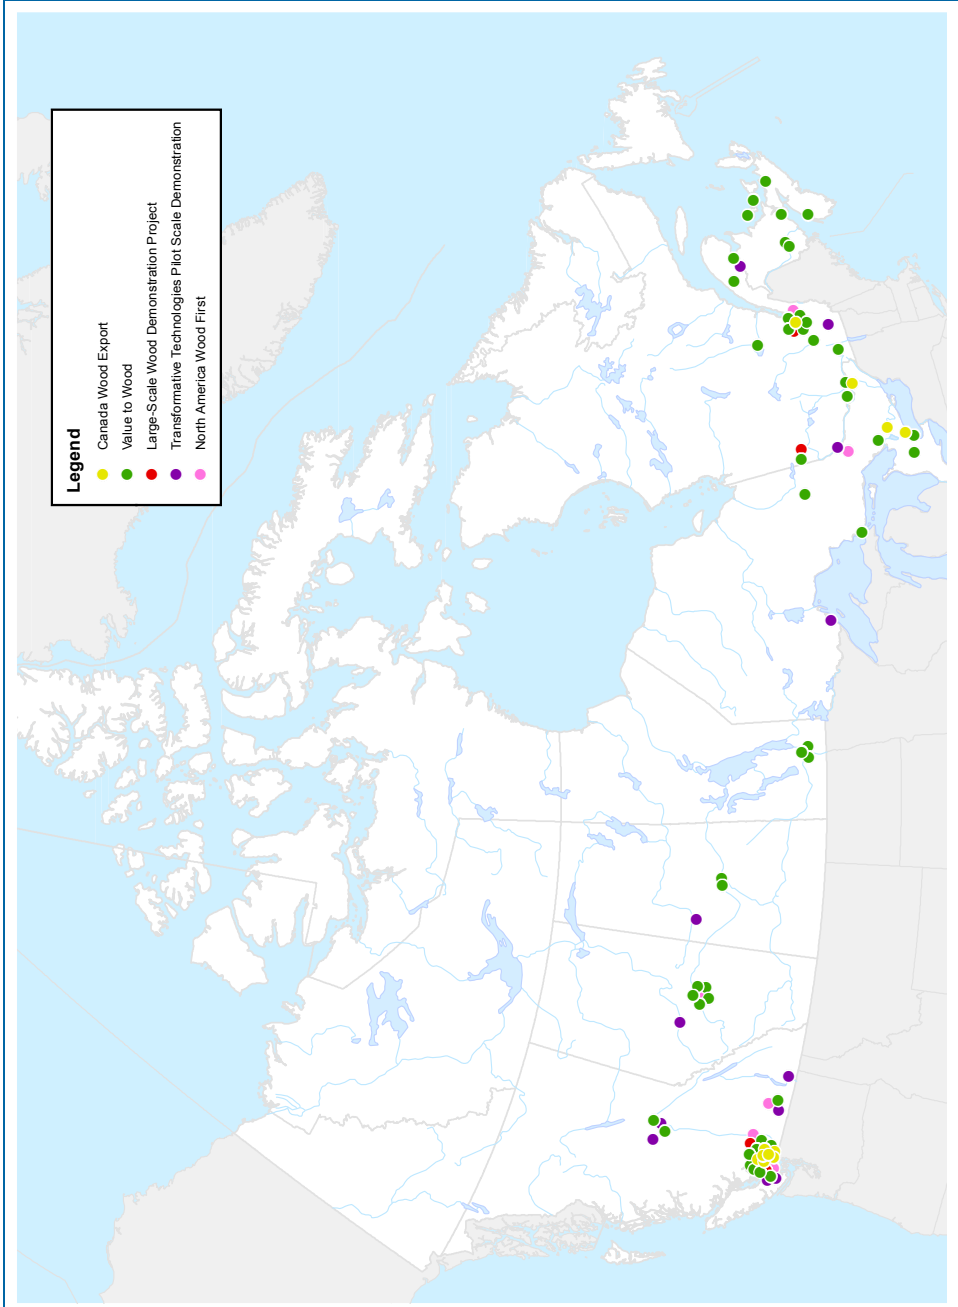 Legend
Canada Wood Export
Value to Wood
Large-Scale Wood Demonstration Project
Transformative Technologies Pilot Scale Demonstration
North America Wood First